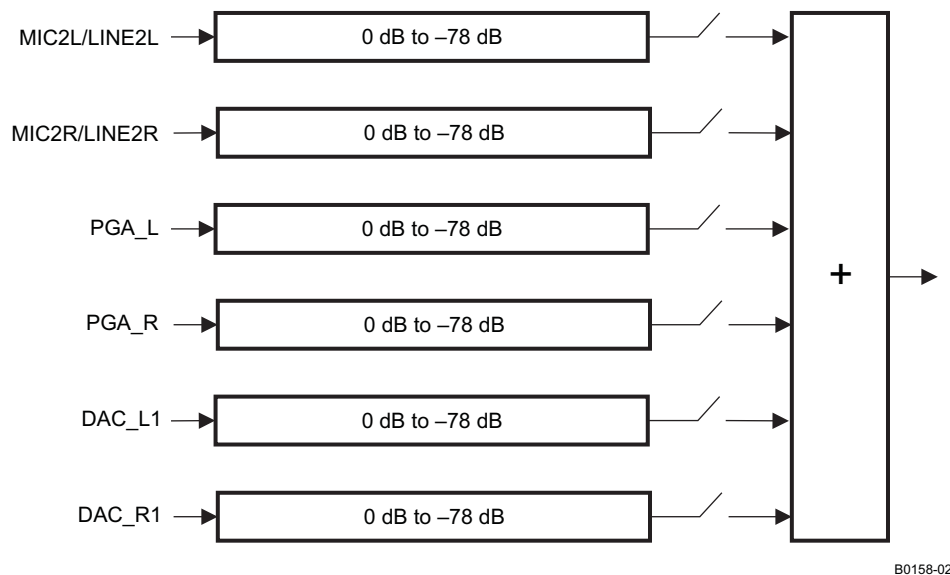 MIC2L/LINE2L
0 dB to –78 dB
MIC2R/LINE2R
0 dB to –78 dB
PGA_L
0 dB to –78 dB
PGA_R
0 dB to –78 dB
DAC_L1
0 dB to –78 dB
DAC_R1
0 dB to –78 dB
+
B0158-02